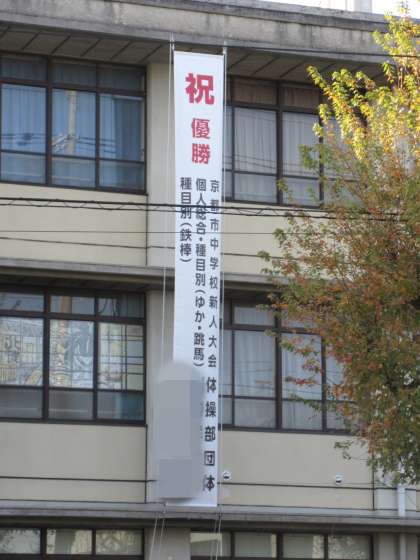 祝
優勝
京都市中学校新人大会体操部団体
個人総合・種目別(ゆか・跳馬)
種目別(鉄棒)